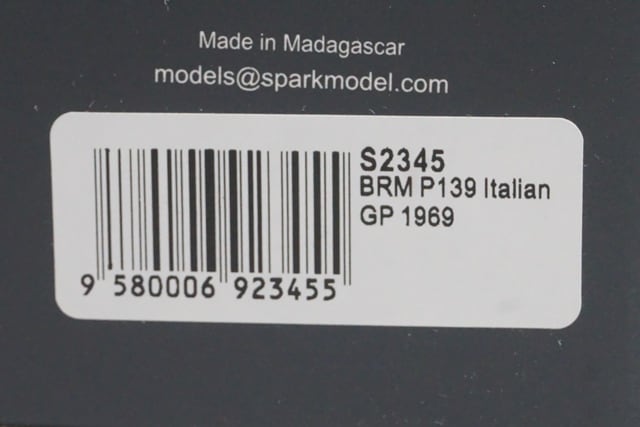 Made in Madagascar
models@sparkmodel.com
S2345
BRM P139 Italian
GP 1969
9 580006 923455